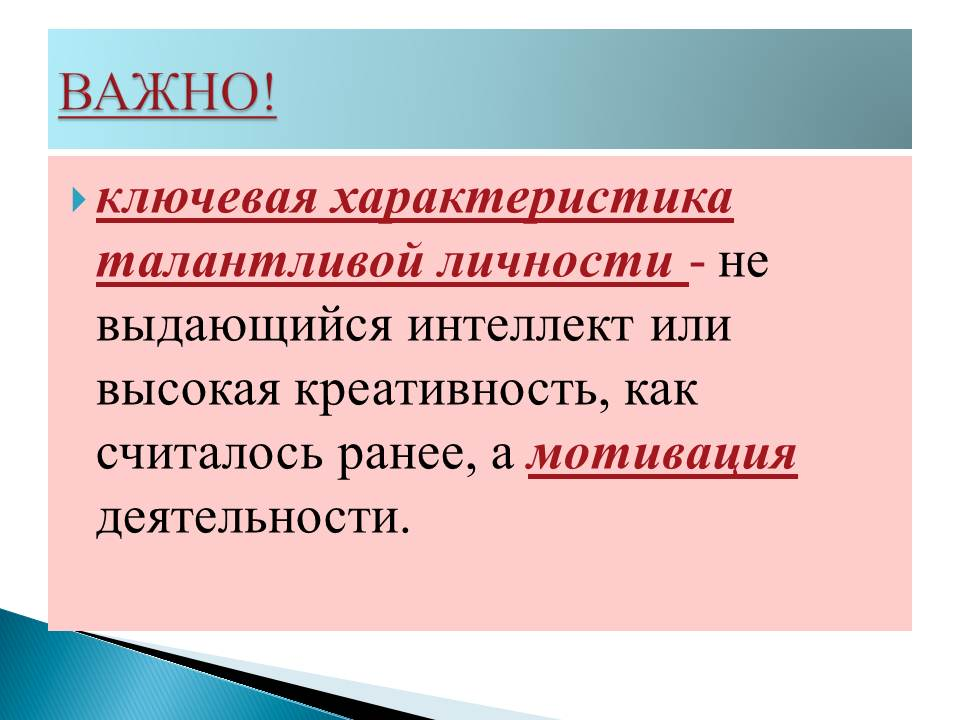 ВАЖНО!
ключевая характеристика
талантливой личности - не
выдающийся интеллект или
высокая креативность, как
считалось ранее, а мотивация
деятельности.